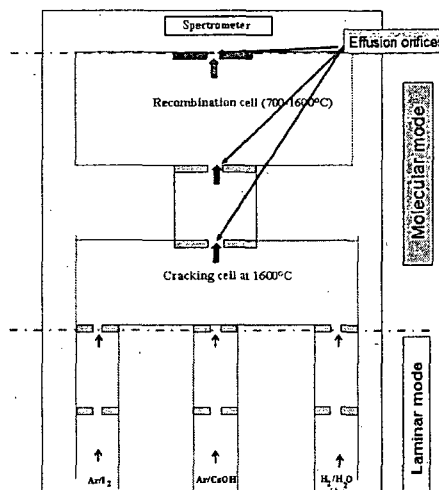 Spectrometer
Effusion orifices
Recombination cell (700-1600°C)
Molecular mode
Cracking cell at 1600°C
Laminar mode
Ar/I2
Ar/CsOH
H2/H2O